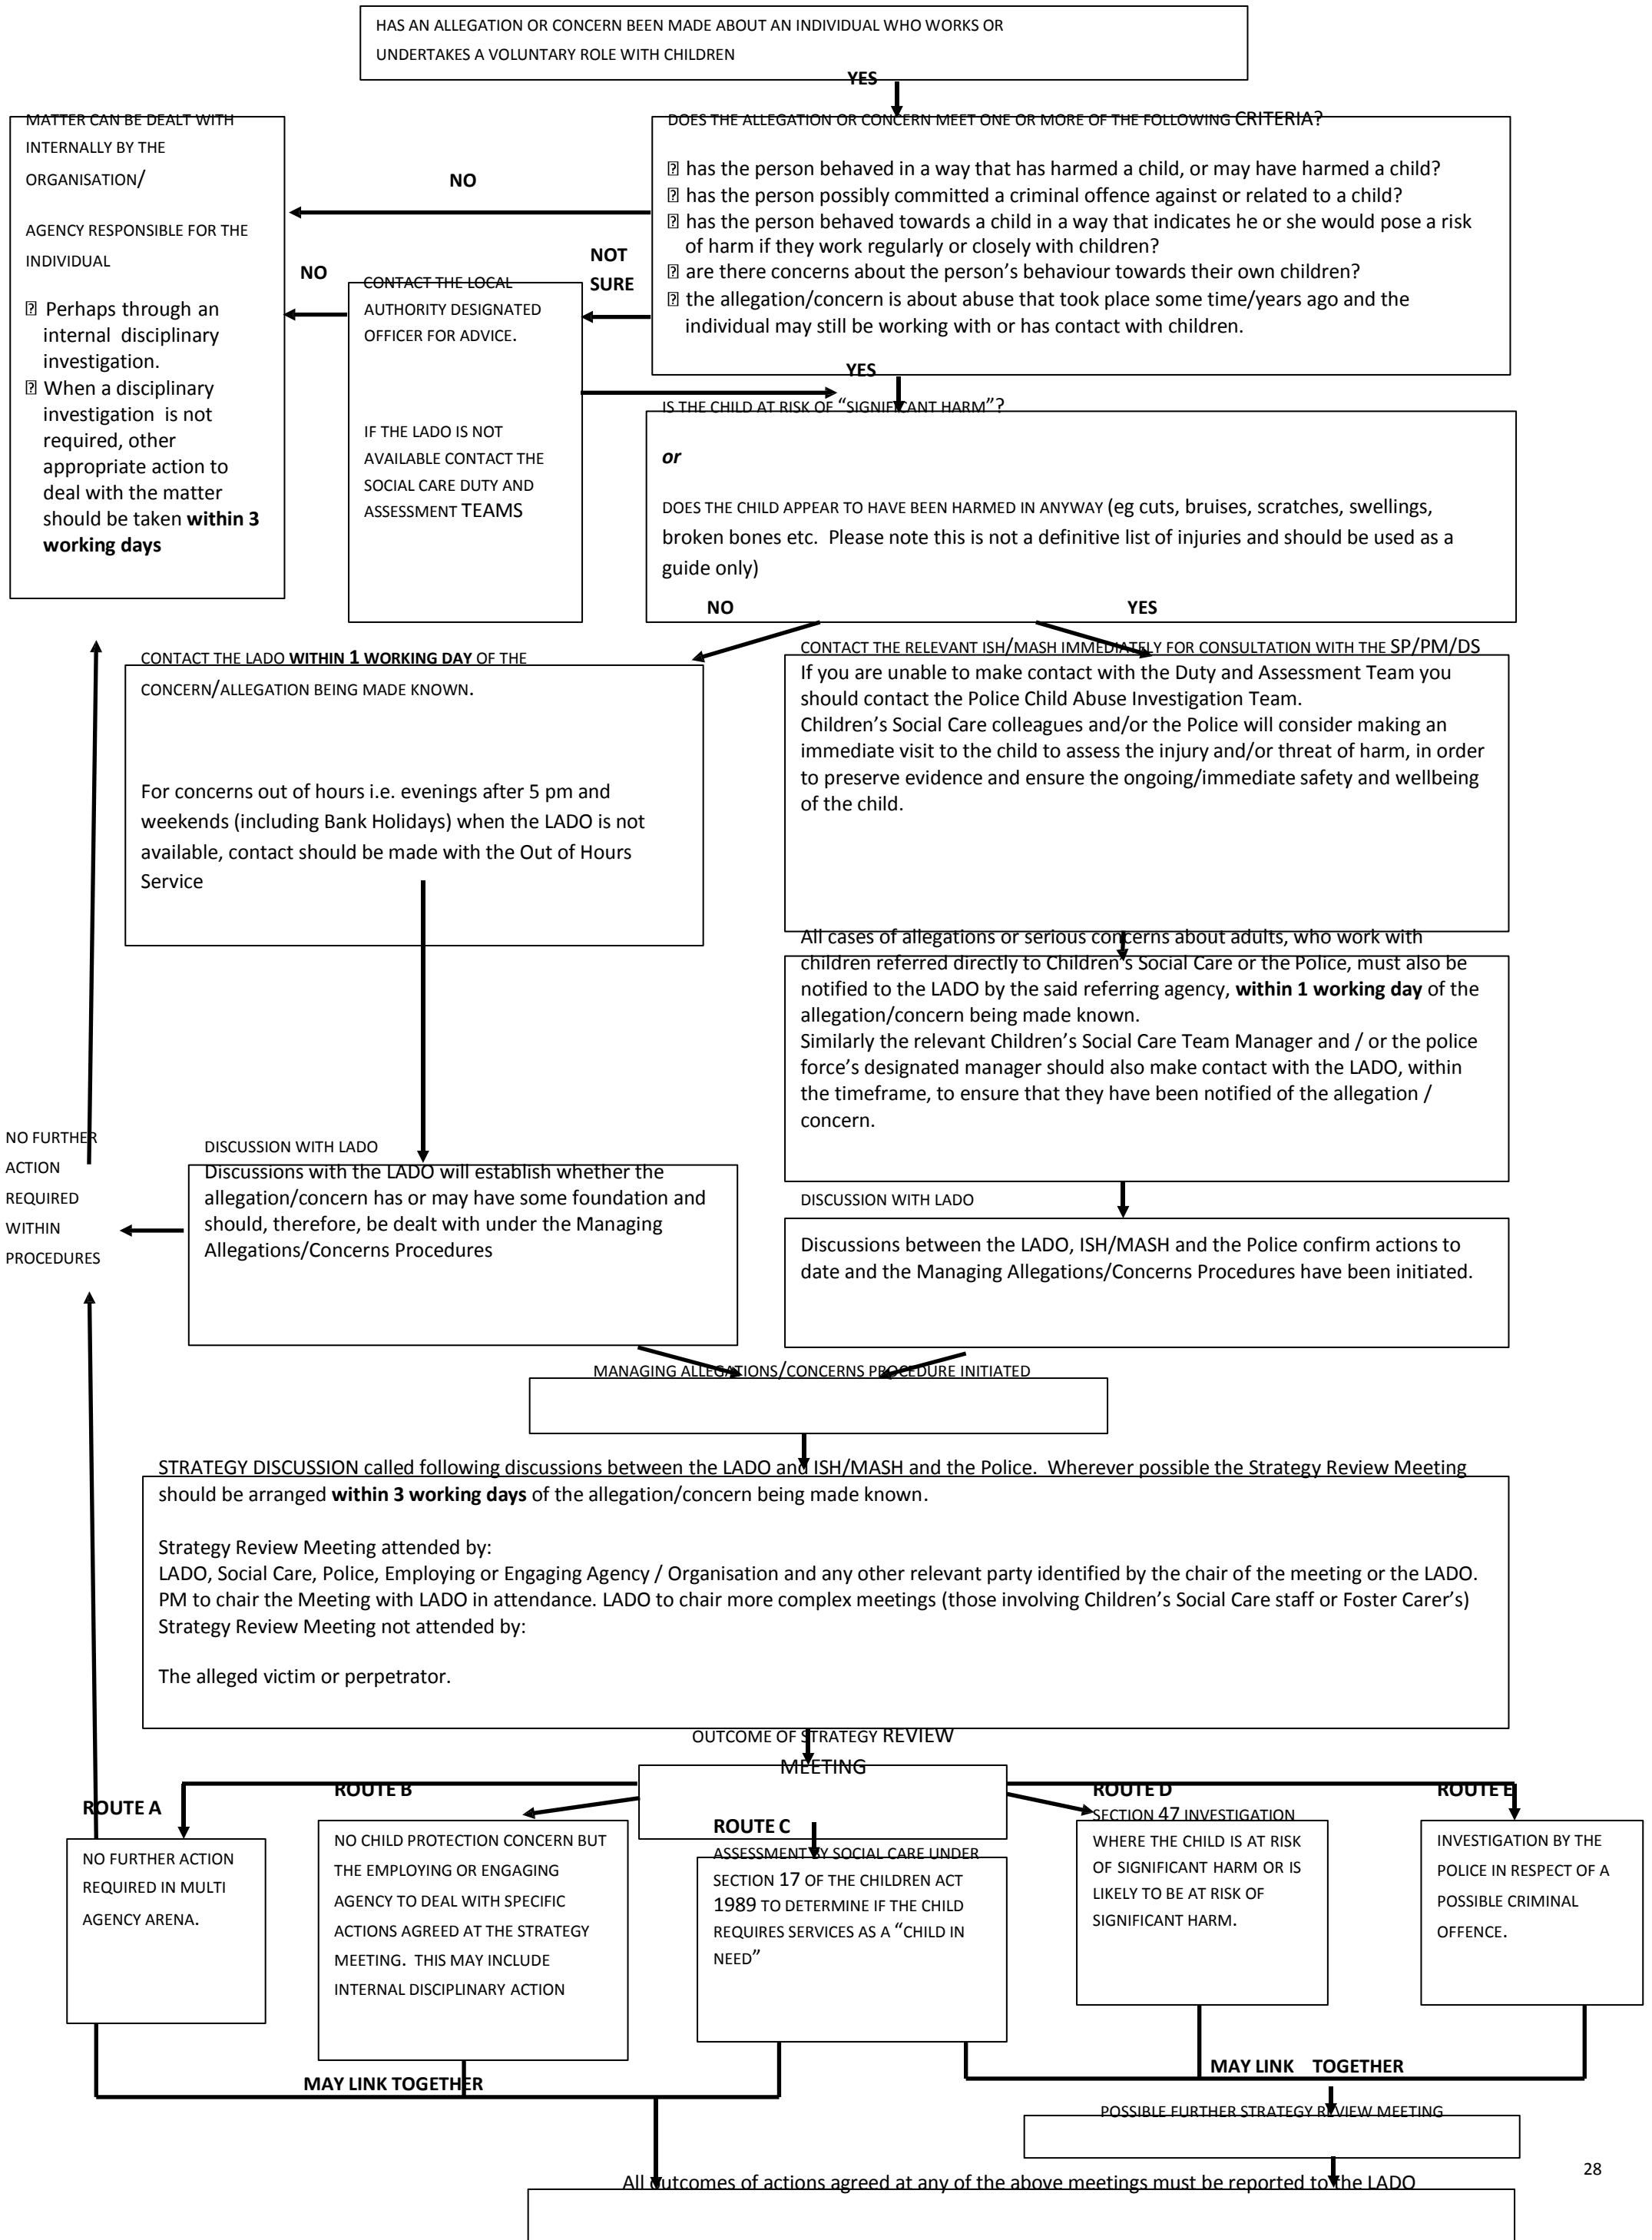 HAS AN ALLEGATION OR CONCERN BEEN MADE ABOUT AN INDIVIDUAL WHO WORKS OR
UNDERTAKES A VOLUNTARY ROLE WITH CHILDREN
YES
MATTER CAN BE DEALT WITH
INTERNALLY BY THE
ORGANISATION/
AGENCY RESPONSIBLE FOR THE
INDIVIDUAL
Perhaps through an
internal disciplinary
investigation.
When a disciplinary
investigation is not
required, other
appropriate action to
deal with the matter
should be taken within 3
working days
NO
NO
NOT
SURE
CONTACT THE LOCAL
AUTHORITY DESIGNATED
OFFICER FOR ADVICE.
IF THE LADO IS NOT
AVAILABLE CONTACT THE
SOCIAL CARE DUTY AND
ASSESSMENT TEAMS
DOES THE ALLEGATION OR CONCERN MEET ONE OR MORE OF THE FOLLOWING CRITERIA?
has the person behaved in a way that has harmed a child, or may have harmed a child?
has the person possibly committed a criminal offence against or related to a child?
has the person behaved towards a child in a way that indicates he or she would pose a risk
of harm if they work regularly or closely with children?
are there concerns about the person's behaviour towards their own children?
the allegation/concern is about abuse that took place some time/years ago and the
individual may still be working with or has contact with children.
YES
IS THE CHILD AT RISK OF "SIGNIFICANT HARM"?
or
DOES THE CHILD APPEAR TO HAVE BEEN HARMED IN ANYWAY (eg cuts, bruises, scratches, swellings,
broken bones etc. Please note this is not a definitive list of injuries and should be used as a
guide only)
NO
YES
CONTACT THE LADO WITHIN 1 WORKING DAY OF THE
CONCERN/ALLEGATION BEING MADE KNOWN.
For concerns out of hours i.e. evenings after 5 pm and
weekends (including Bank Holidays) when the LADO is not
available, contact should be made with the Out of Hours
Service
CONTACT THE RELEVANT ISH/MASH IMMEDIATELY FOR CONSULTATION WITH THE SP/PM/DS
If you are unable to make contact with the Duty and Assessment Team you
should contact the Police Child Abuse Investigation Team.
Children's Social Care colleagues and/or the Police will consider making an
immediate visit to the child to assess the injury and/or threat of harm, in order
to preserve evidence and ensure the ongoing/immediate safety and wellbeing
of the child.
All cases of allegations or serious concerns about adults, who work with
children referred directly to Children's Social Care or the Police, must also be
notified to the LADO by the said referring agency, within 1 working day of the
allegation/concern being made known.
Similarly the relevant Children's Social Care Team Manager and / or the police
force's designated manager should also make contact with the LADO, within
the timeframe, to ensure that they have been notified of the allegation /
concern.
NO FURTHER
ACTION
REQUIRED
WITHIN
PROCEDURES
DISCUSSION WITH LADO
Discussions with the LADO will establish whether the
allegation/concern has or may have some foundation and
should, therefore, be dealt with under the Managing
Allegations/Concerns Procedures
DISCUSSION WITH LADO
Discussions between the LADO, ISH/MASH and the Police confirm actions to
date and the Managing Allegations/Concerns Procedures have been initiated.
MANAGING ALLEGATIONS/CONCERNS PROCEDURE INITIATED
STRATEGY DISCUSSION called following discussions between the LADO and ISH/MASH and the Police. Wherever possible the Strategy Review Meeting
should be arranged within 3 working days of the allegation/concern being made known.
Strategy Review Meeting attended by:
LADO, Social Care, Police, Employing or Engaging Agency / Organisation and any other relevant party identified by the chair of the meeting or the LADO.
PM to chair the Meeting with LADO in attendance. LADO to chair more complex meetings (those involving Children's Social Care staff or Foster Carer's)
Strategy Review Meeting not attended by:
The alleged victim or perpetrator.
OUTCOME OF STRATEGY REVIEW
MEETING
ROUTE A
NO FURTHER ACTION
REQUIRED IN MULTI
AGENCY ARENA.
ROUTE B
NO CHILD PROTECTION CONCERN BUT
THE EMPLOYING OR ENGAGING
AGENCY TO DEAL WITH SPECIFIC
ACTIONS AGREED AT THE STRATEGY
MEETING. THIS MAY INCLUDE
INTERNAL DISCIPLINARY ACTION
ROUTE C
ASSESSMENT BY SOCIAL CARE UNDER
SECTION 17 OF THE CHILDREN ACT
1989 TO DETERMINE IF THE CHILD
REQUIRES SERVICES AS A "CHILD IN
NEED"
ROUTE D
SECTION 47 INVESTIGATION
WHERE THE CHILD IS AT RISK
OF SIGNIFICANT HARM OR IS
LIKELY TO BE AT RISK OF
SIGNIFICANT HARM.
ROUTE E
INVESTIGATION BY THE
POLICE IN RESPECT OF A
POSSIBLE CRIMINAL
OFFENCE.
MAY LINK TOGETHER
MAY LINK TOGETHER
POSSIBLE FURTHER STRATEGY REVIEW MEETING
All outcomes of actions agreed at any of the above meetings must be reported to the LADO
28